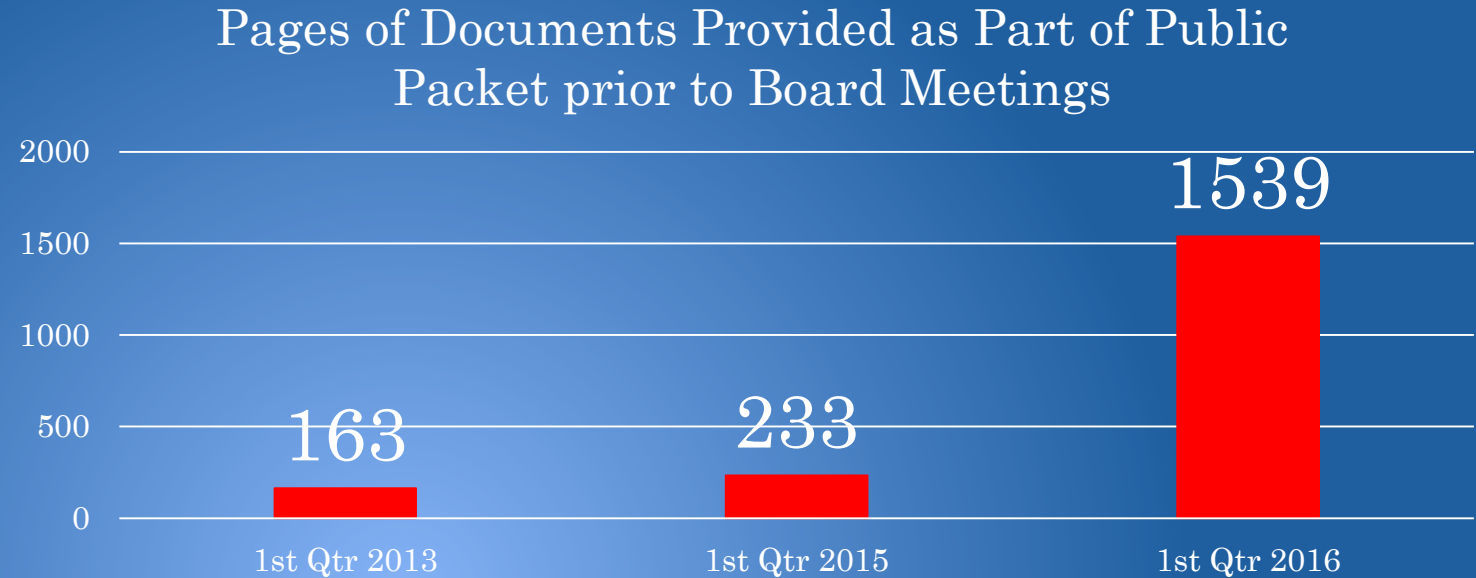 Pages of Documents Provided as Part of Public
Packet prior to Board Meetings
2000
1539
1500
1000
500
163
233
0
1st Qtr 2013
1st Qtr 2015
1st Qtr 2016